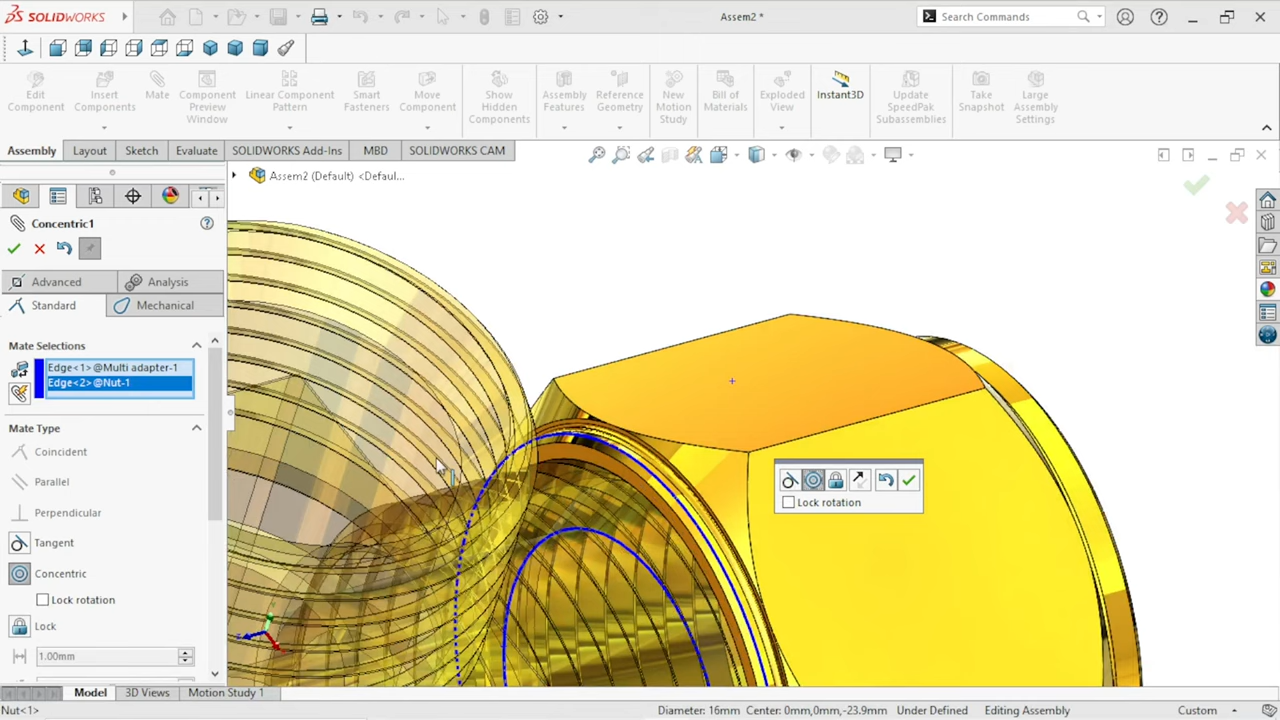 SOLIDWORKS
Assem2 *
Search Commands
Edit Component
Insert Components
Mate
Component Preview Window
Linear Component Pattern
Smart Fasteners
Move Component
Show Hidden Components
Assembly Features
Reference Geometry
New Motion Study
Bill of Materials
Exploded View
Instant3D
Update SpeedPak Subassemblies
Take Snapshot
Large Assembly Settings
Assembly
Layout
Sketch
Evaluate
SOLIDWORKS Add-Ins
MBD
SOLIDWORKS CAM
Assem2 (Default) <Defaul...
Concentric1
Advanced
Analysis
Standard
Mechanical
Mate Selections
Edge<1>@Multi adapter-1
Edge<2>@Nut-1
Mate Type
Coincident
Parallel
Perpendicular
Tangent
Concentric
Lock rotation
Lock
1.00mm
Lock rotation
Model
3D Views
Motion Study 1
Nut<1>
Diameter: 16mm Center: 0mm,0mm,-23.9mm
Under Defined
Editing Assembly
Custom